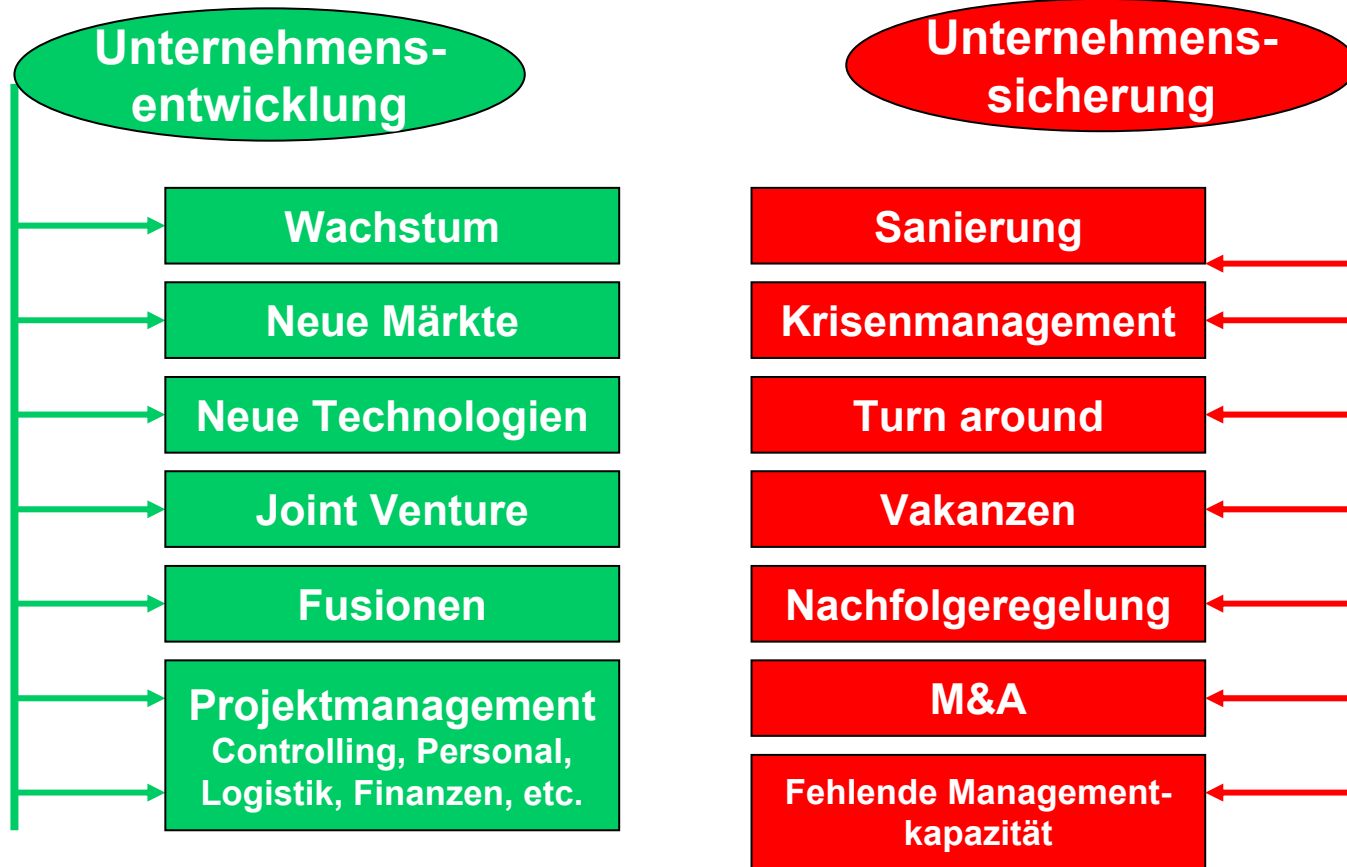 Unternehmens-
entwicklung
Wachstum
Neue Märkte
Neue Technologien
Joint Venture
Fusionen
Projektmanagement
Controlling, Personal,
Logistik, Finanzen, etc.
Unternehmens-
sicherung
Sanierung
Krisenmanagement
Turn around
Vakanzen
Nachfolgeregelung
M&A
Fehlende Management-
kapazität